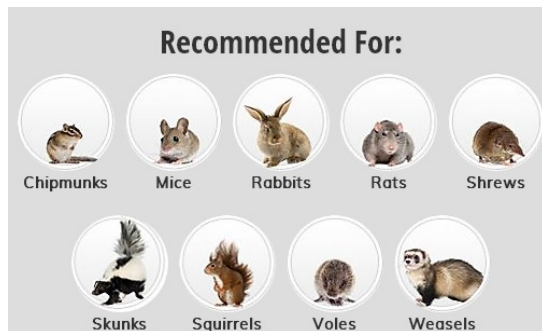 Recommended For:
Chipmunks Mice Rabbits Rats Shrews
Skunks Squirrels Voles Weasels